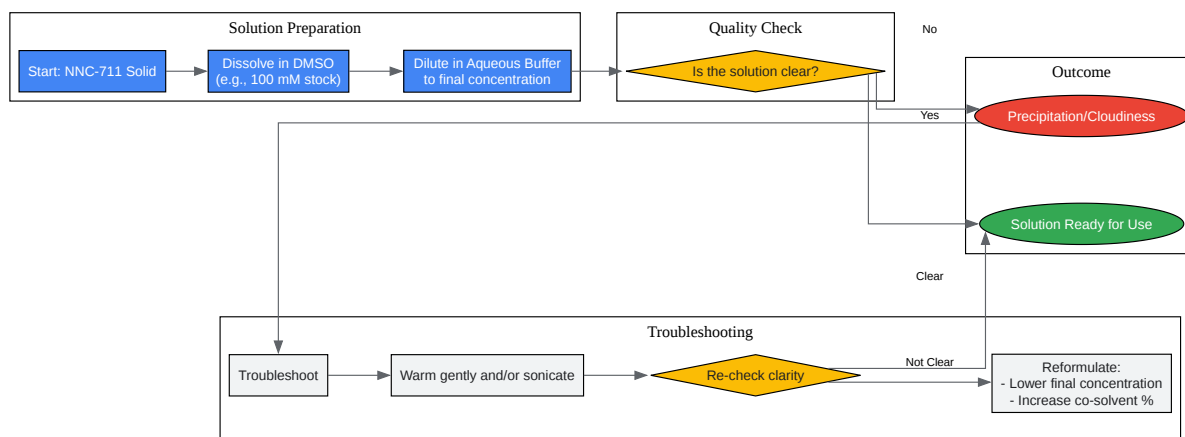 Solution Preparation
Start: NNC-711 Solid
Dissolve in DMSO
(e.g., 100 mM stock)
Dilute in Aqueous Buffer
to final concentration
Quality Check
Is the solution clear?
No
Yes
Outcome
Precipitation/Cloudiness
Solution Ready for Use
Clear
Troubleshooting
Troubleshoot
Warm gently and/or sonicate
Re-check clarity
Not Clear
Reformulate:
- Lower final concentration
- Increase co-solvent %